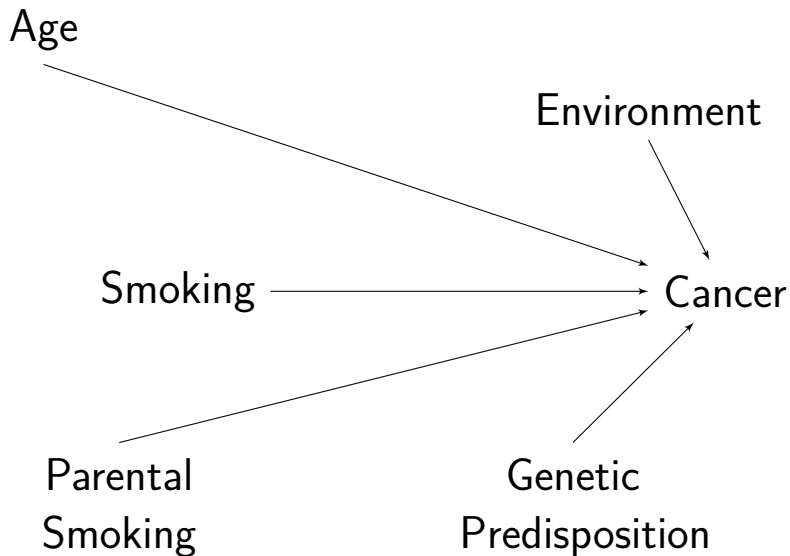 Age
Environment
Smoking
Cancer
Parental
Smoking
Genetic
Predisposition